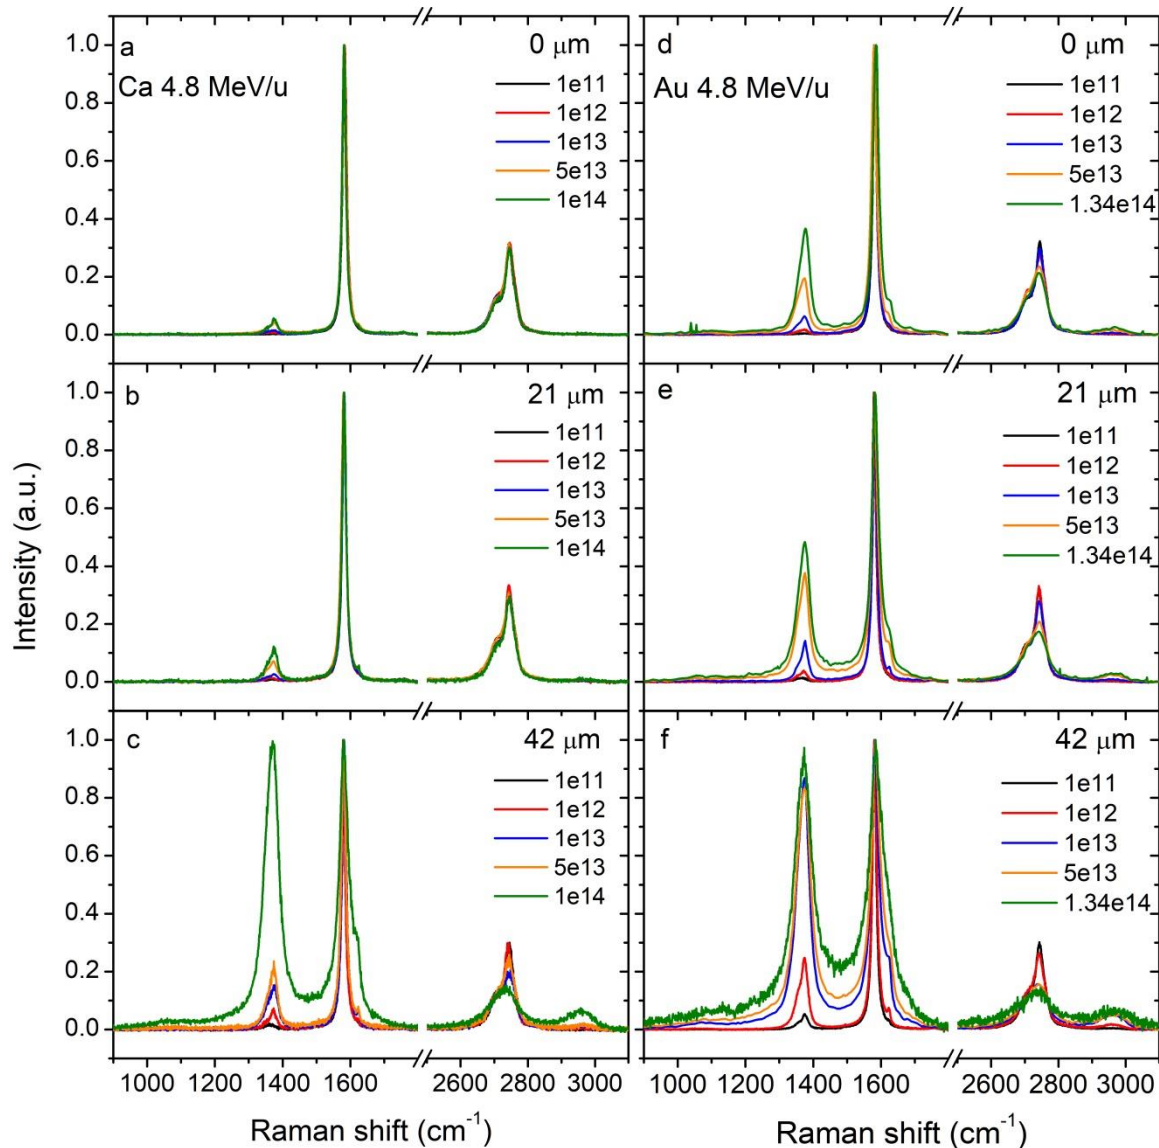 a
0 μm
Ca 4.8 MeV/u
1e11
1e12
1e13
5e13
1e14
1.0
0.8
0.6
0.4
0.2
0.0
d
0 μm
Au 4.8 MeV/u
1e11
1e12
1e13
5e13
1.34e14
b
21 μm
1e11
1e12
1e13
5e13
1e14
1.0
0.8
0.6
0.4
0.2
0.0
e
21 μm
1e11
1e12
1e13
5e13
1.34e14
c
42 μm
1e11
1e12
1e13
5e13
1e14
1.0
0.8
0.6
0.4
0.2
0.0
f
42 μm
1e11
1e12
1e13
5e13
1.34e14
Intensity (a.u.)
1000 1200 1400 1600 2600 2800 3000
1000 1200 1400 1600 2600 2800 3000
Raman shift (cm⁻¹)
Raman shift (cm⁻¹)